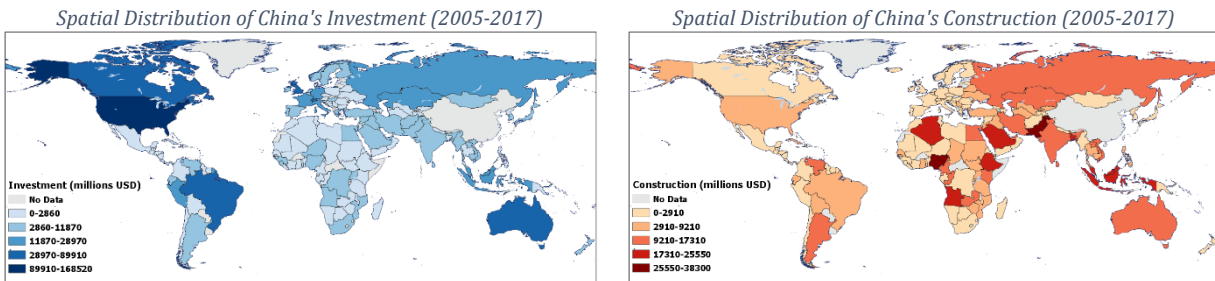 Spatial Distribution of China's Investment (2005-2017)
Investment (millions USD)
No Data
0-2860
2860-11870
11870-28970
28970-89910
89910-168520
Spatial Distribution of China's Construction (2005-2017)
Construction (millions USD)
No Data
0-2910
2910-9210
9210-17310
17310-25550
25550-38300